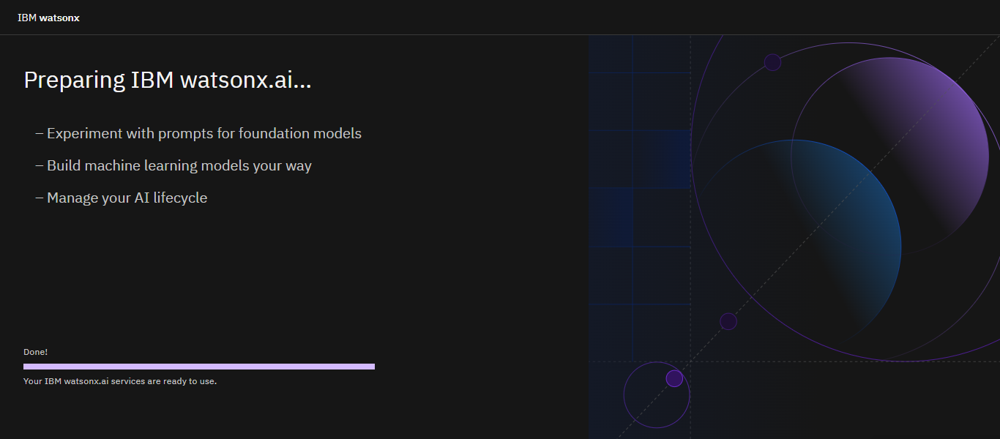 IBM watsonx
Preparing IBM watsonx.ai...
– Experiment with prompts for foundation models
– Build machine learning models your way
– Manage your AI lifecycle
Done!
Your IBM watsonx.ai services are ready to use.